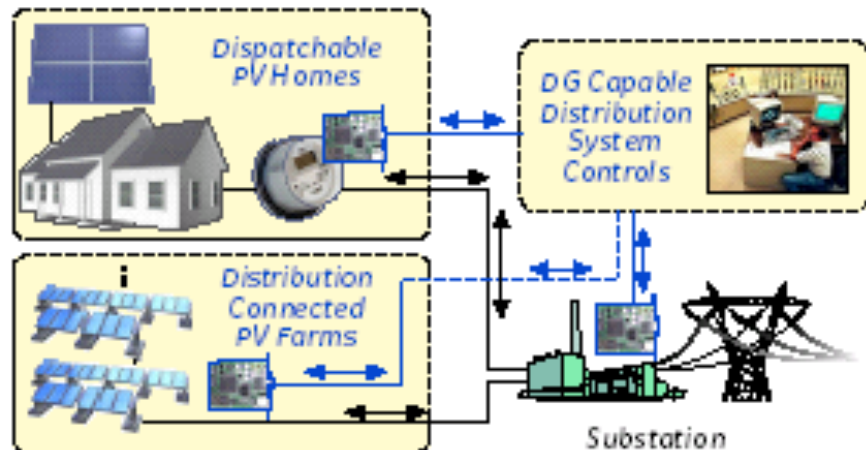 Dispatchable
PV Homes
DG Capable
Distribution
System
Controls
Distribution
Connected
PV Farms
Substation